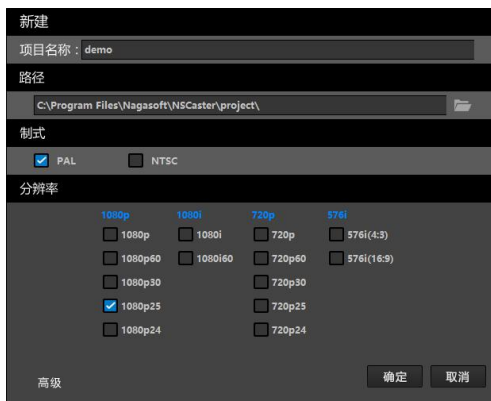 新建
项目名称：demo
路径
C:\Program Files\Nagasoft\NSCaster\project\
制式
PAL NTSC
分辨率
1080p 1080i 720p 576i
1080p 1080i 720p 576i(4:3)
1080p60 1080i60 720p60 576i(16:9)
1080p30 720p30
1080p25 720p25
1080p24 720p24
高级 确定 取消